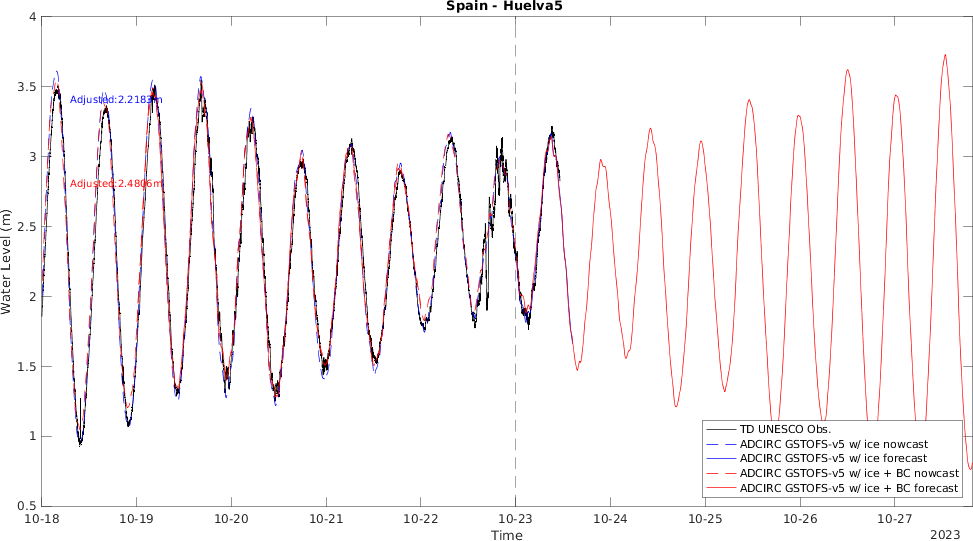 Spain - Huelva5
4
3.5
3
2.5
2
1.5
1
0.5
Water Level (m)
Adjusted:2.2183m
Adjusted:2.4806m
TD UNESCO Obs.
ADCIRC GSTOFS-v5 w/ ice nowcast
ADCIRC GSTOFS-v5 w/ ice forecast
ADCIRC GSTOFS-v5 w/ ice + BC nowcast
ADCIRC GSTOFS-v5 w/ ice + BC forecast
10-18 10-19 10-20 10-21 10-22 10-23 10-24 10-25 10-26 10-27
Time
2023